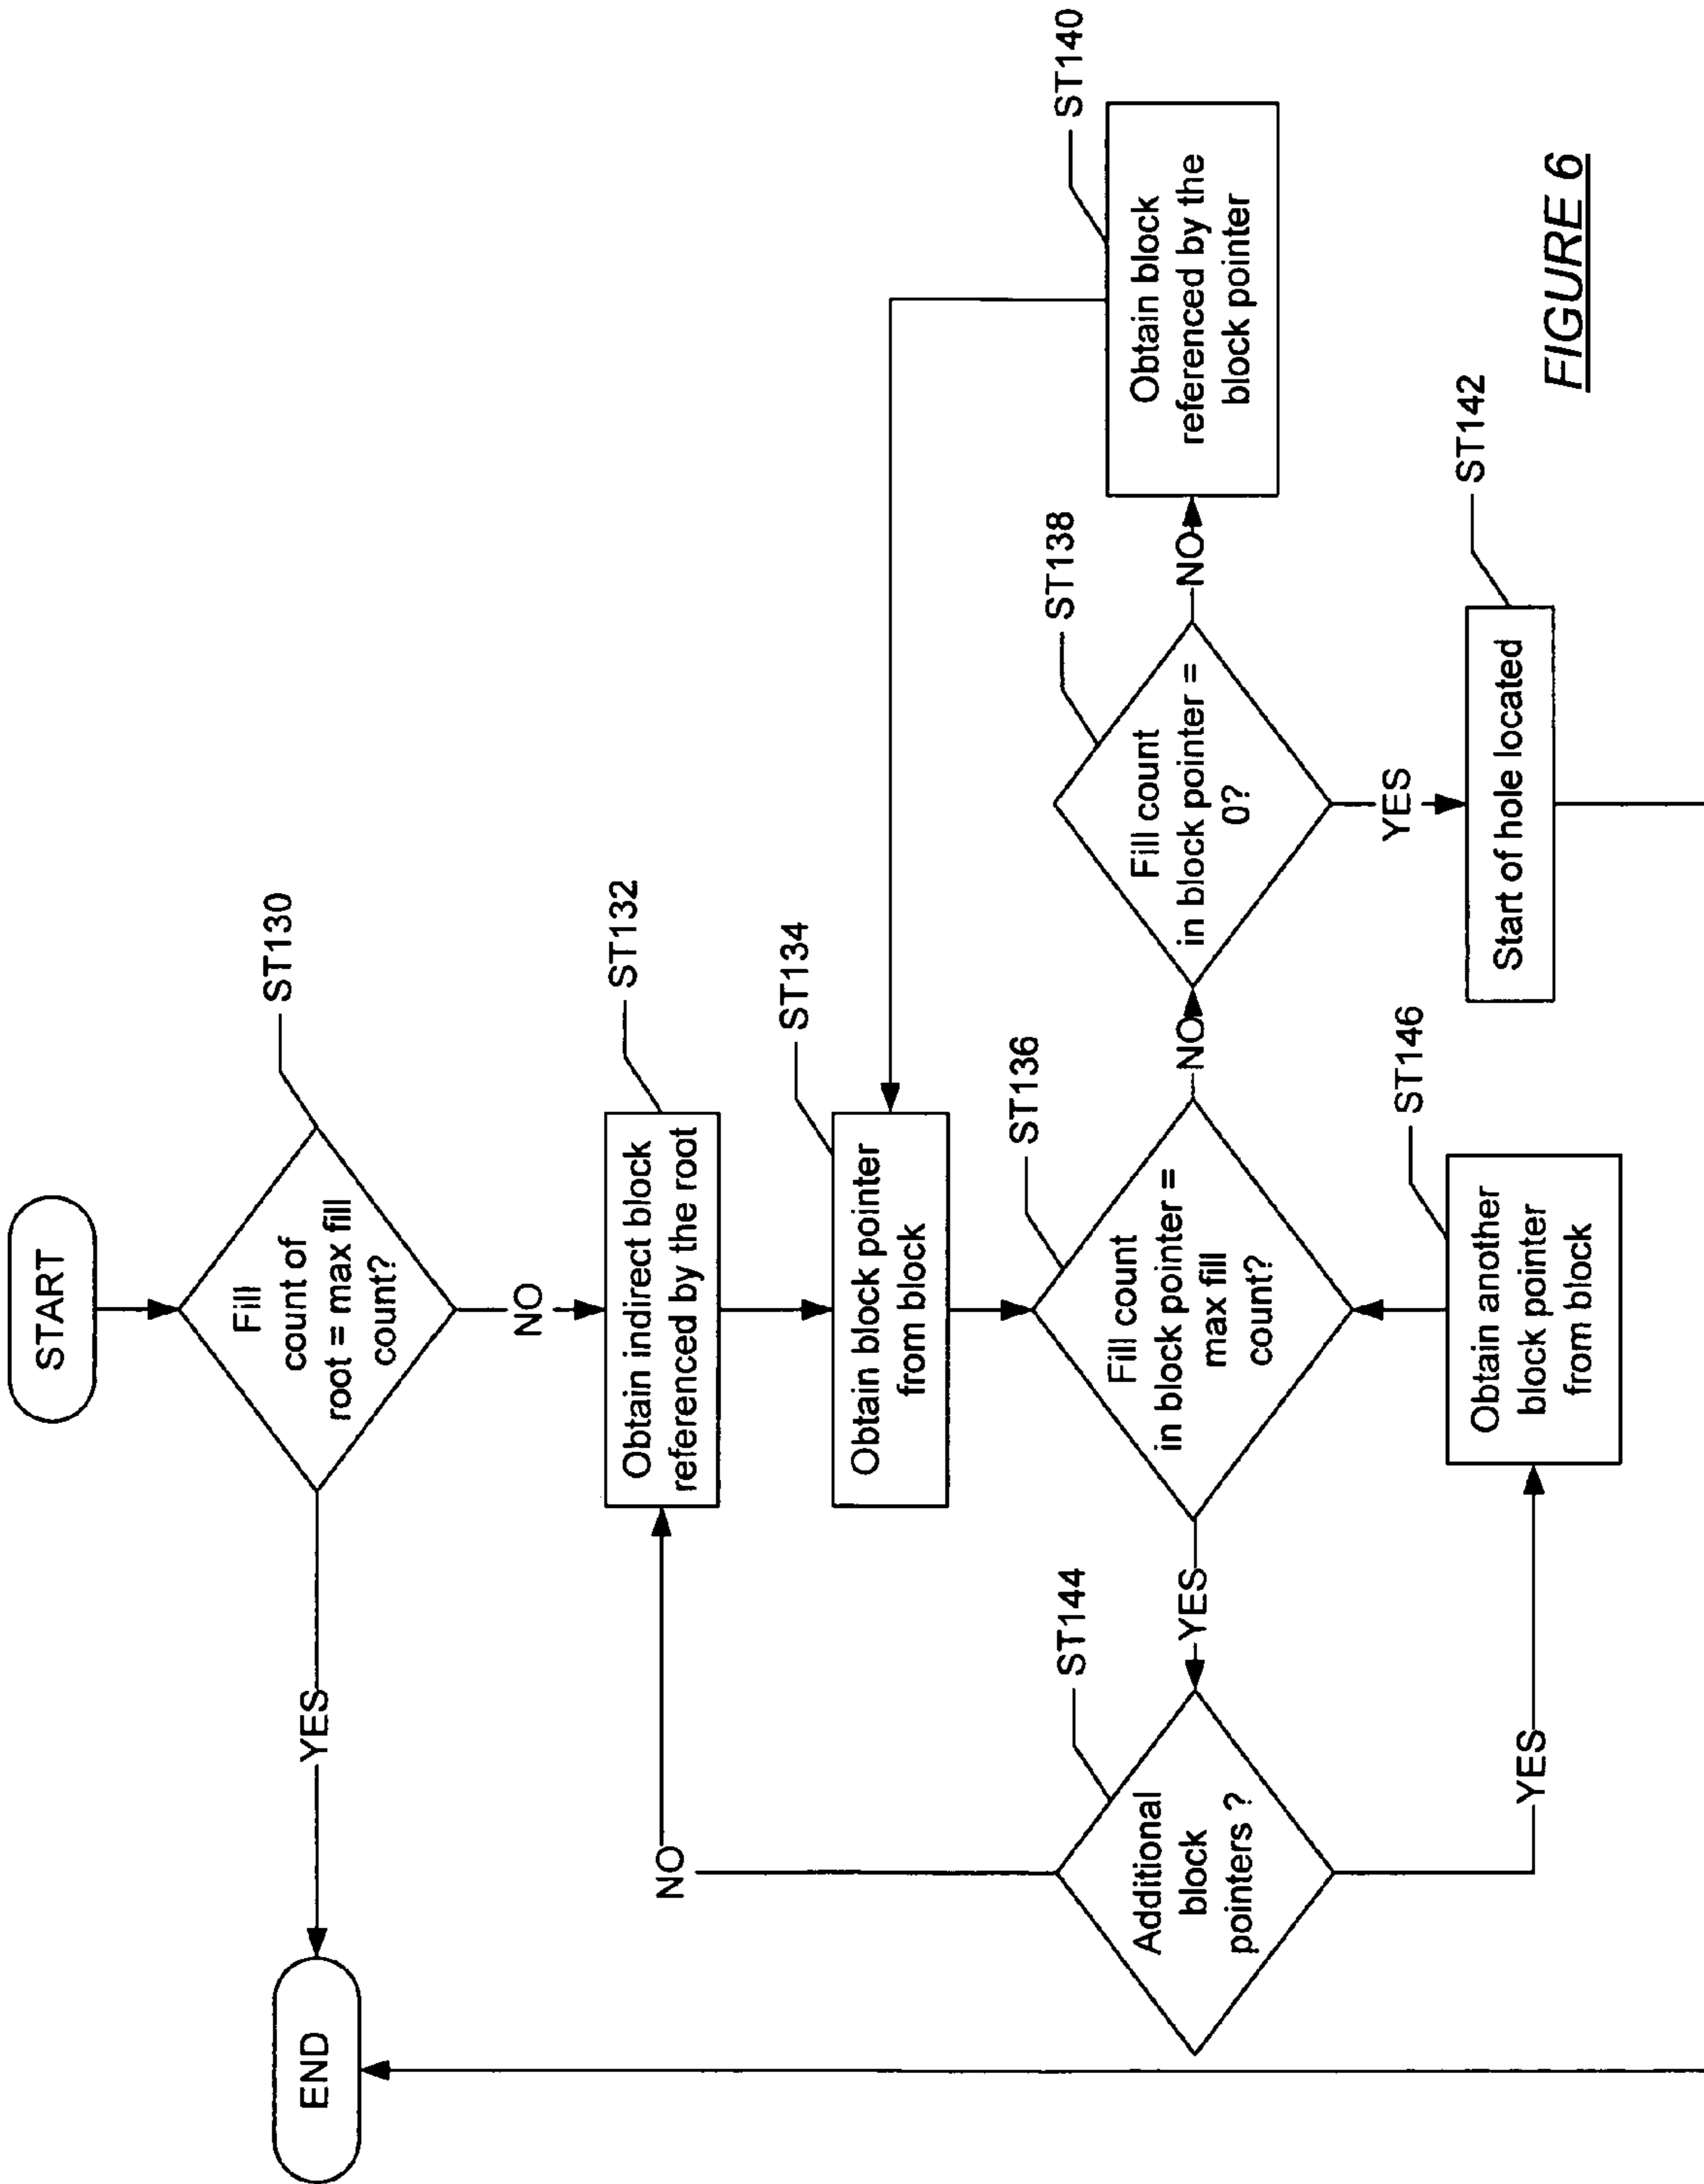 START
Fill
count of
root = max fill
count?
ST130
YES
END
NO
Obtain indirect block
referenced by the root
ST132
Obtain block pointer
from block
ST134
Fill count
in block pointer =
max fill
count?
ST136
NO
Fill count
in block pointer =
0?
ST138
NO
Obtain block
referenced by the
block pointer
ST140
YES
Start of hole located
ST142
YES
Additional
block
pointers ?
ST144
NO
YES
Obtain another
block pointer
from block
ST146
FIGURE 6